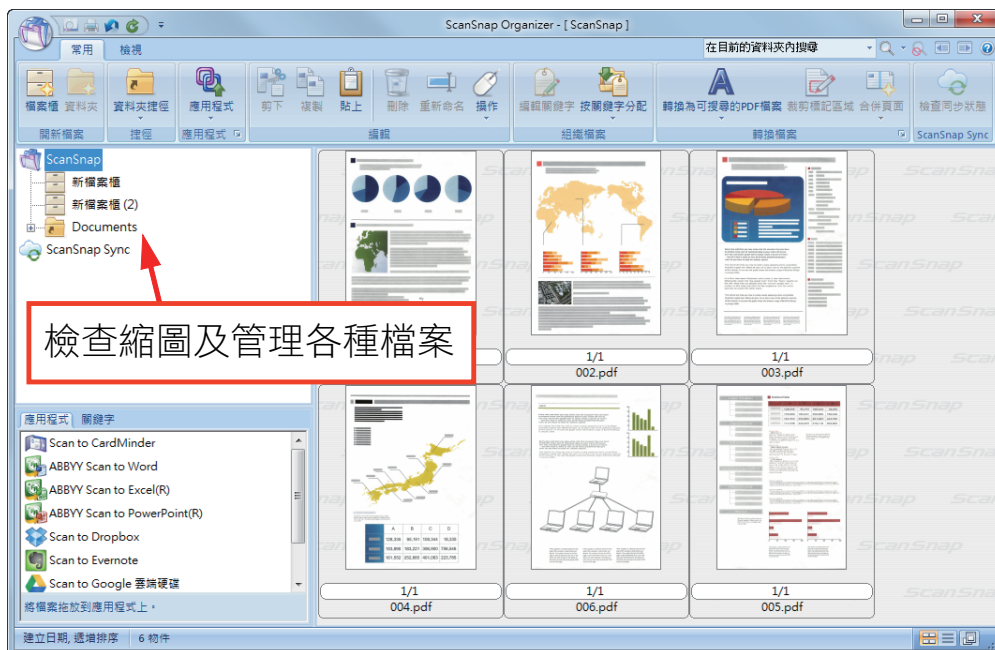 ScanSnap Organizer - [ ScanSnap ]
常用 檢視
在目前的資料夾內搜尋
檔案櫃 資料夾 資料夾捷徑 應用程式 剪下 複製 貼上 刪除 重新命名 操作 編輯關鍵字 按關鍵字分配 轉換為可搜尋的PDF檔案 裁剪標記區域 合併頁面 檢查同步狀態
開新檔案 捷徑 應用程式 編輯 組織檔案 轉換檔案 ScanSnap Sync
ScanSnap
新檔案櫃
新檔案櫃 (2)
Documents
ScanSnap Sync
檢查縮圖及管理各種檔案
1/1
002.pdf
1/1
003.pdf
應用程式 關鍵字
Scan to CardMinder
ABBYY Scan to Word
ABBYY Scan to Excel(R)
ABBYY Scan to PowerPoint(R)
Scan to Dropbox
Scan to Evernote
Scan to Google 雲端硬碟
將檔案拖放到應用程式上。
A B C D
1/1
004.pdf
1/1
006.pdf
1/1
005.pdf
建立日期, 遞增排序 6 物件